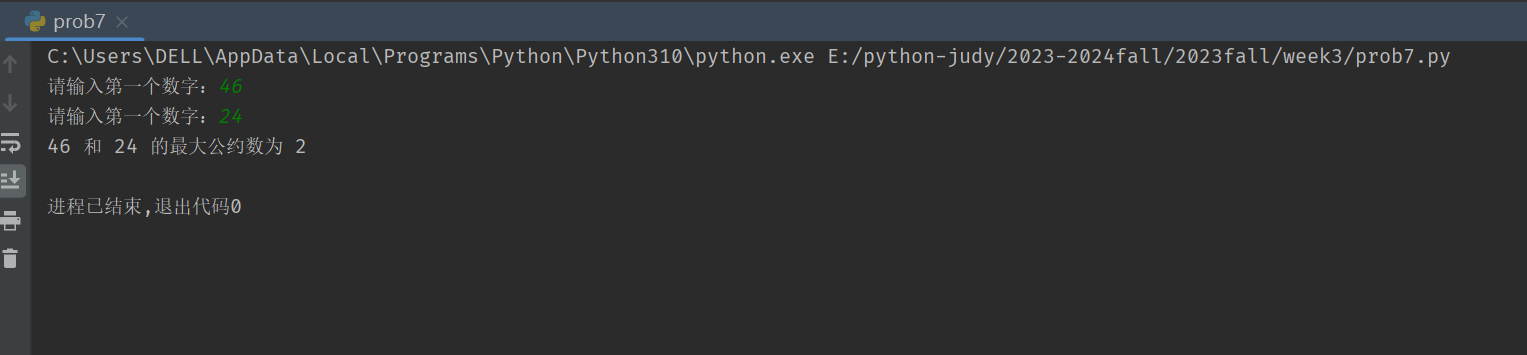 prob7
C:\Users\DELL\AppData\Local\Programs\Python\Python310\python.exe E:/python-judy/2023-2024fall/2023fall/week3/prob7.py
请输入第一个数字：46
请输入第一个数字：24
46 和 24 的最大公约数为 2
进程已结束,退出代码0